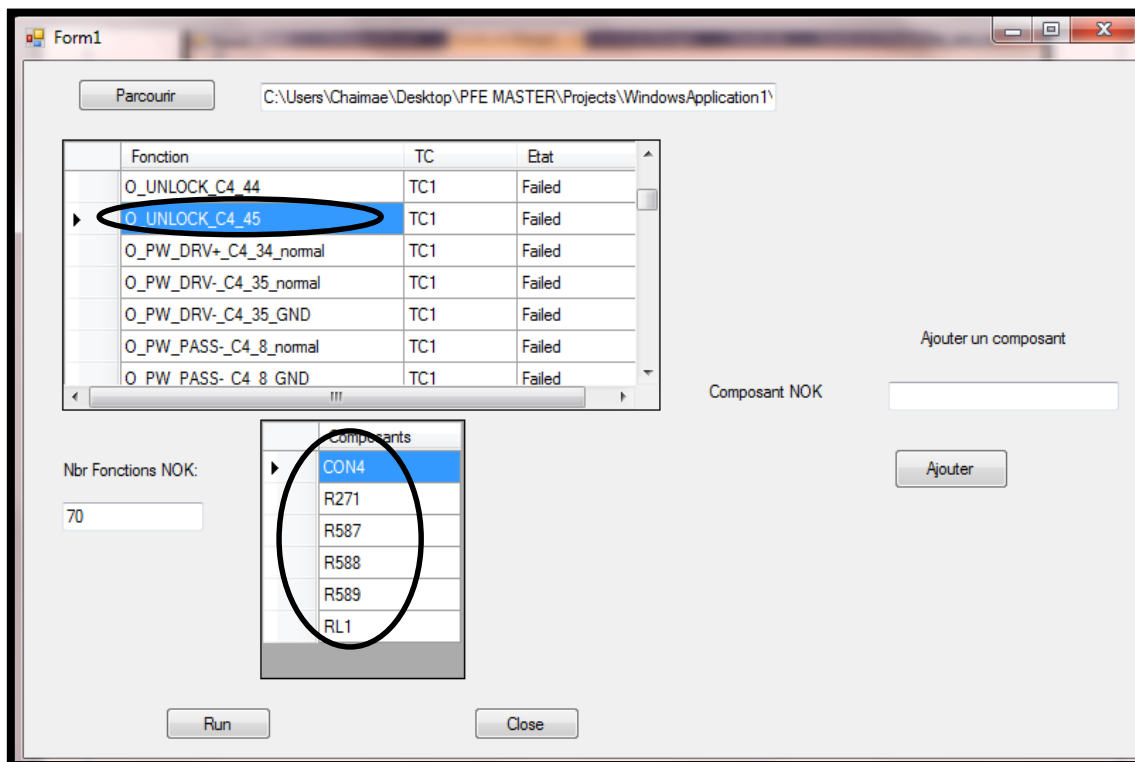 Form1
Parcourir C:\Users\Chaimae\Desktop\PFE MASTER\Projects\WindowsApplication1\
Fonction TC Etat
O_UNLOCK_C4_44 TC1 Failed
O_UNLOCK_C4_45 TC1 Failed
O_PW_DRV+_C4_34_normal TC1 Failed
O_PW_DRV-_C4_35_normal TC1 Failed
O_PW_DRV-_C4_35_GND TC1 Failed
O_PW_PASS-_C4_8_normal TC1 Failed
O_PW_PASS-_C4_8_GND TC1 Failed
Ajouter un composant
Composant NOK
Ajouter
Nbr Fonctions NOK:
70
Composants
CON4
R271
R587
R588
R589
RL1
Run Close